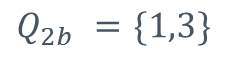 Q_{2b} = {1,3}